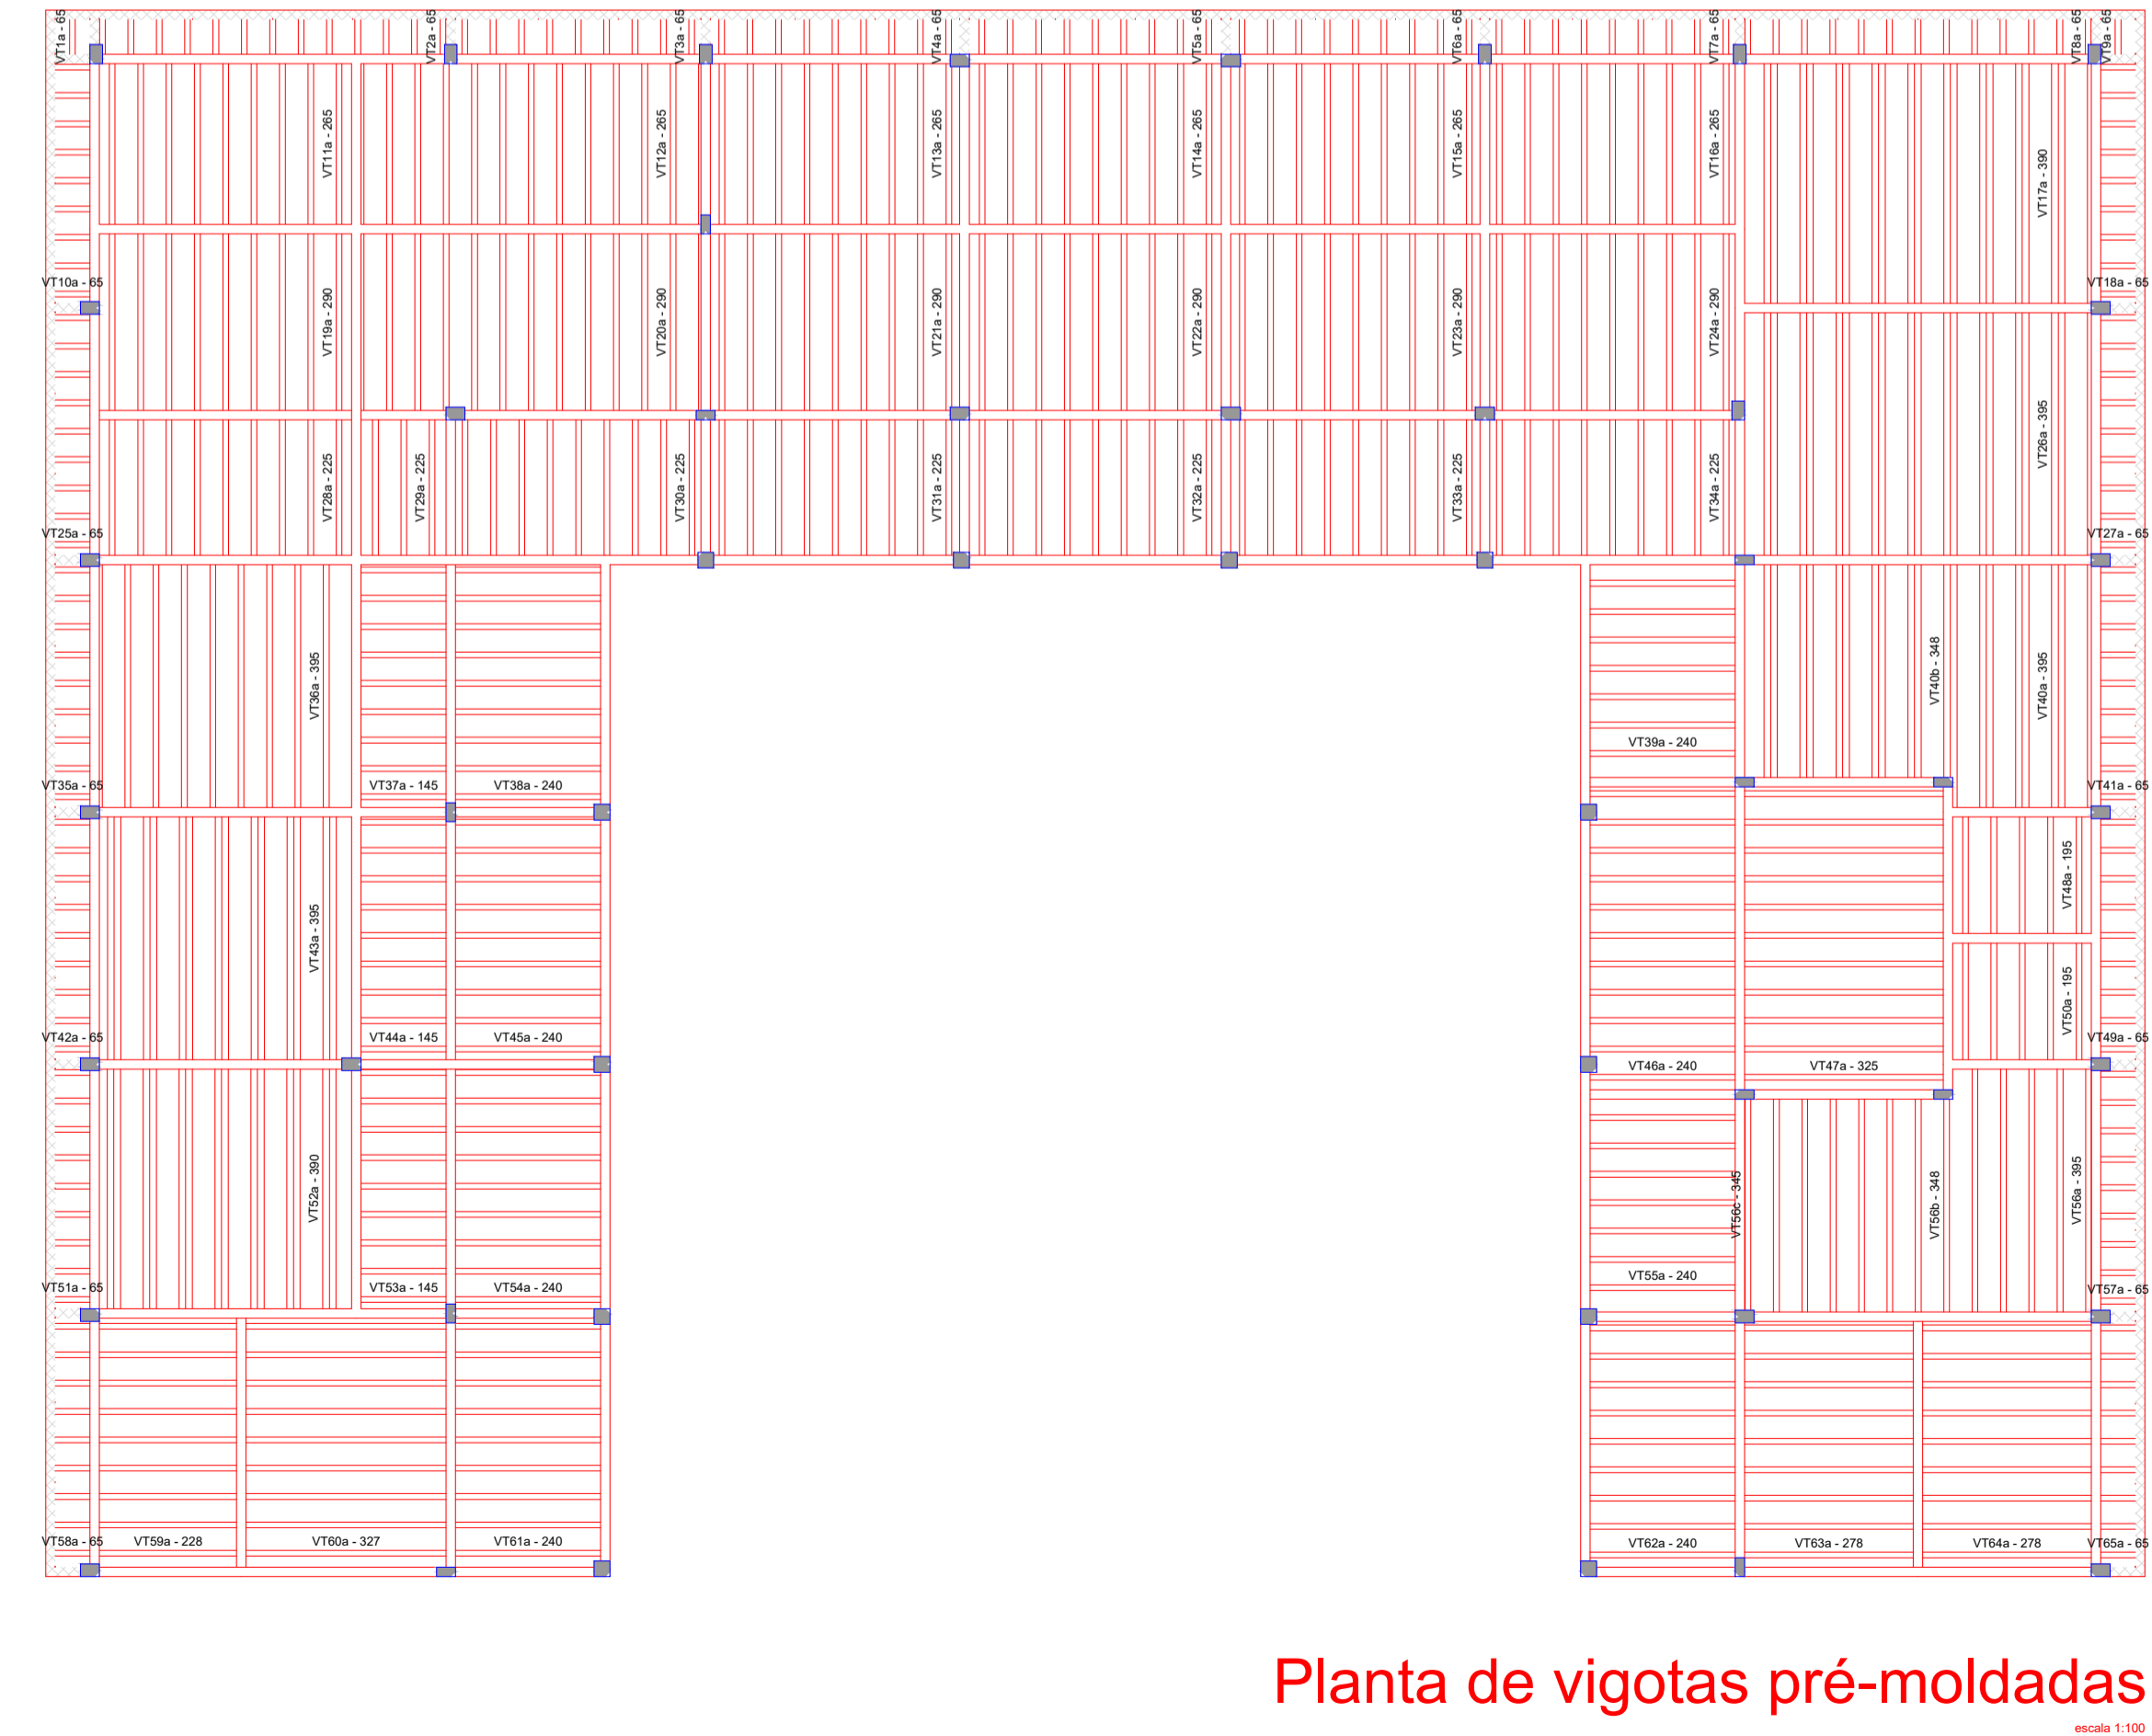 VT1a - 65
VT2a - 65
VT3a - 65
VT4a - 65
VT5a - 65
VT6a - 65
VT7a - 65
VT8a - 65
VT9a - 65
VT11a - 265
VT12a - 265
VT13a - 265
VT14a - 265
VT15a - 265
VT16a - 265
VT17a - 390
VT10a - 65
VT18a - 65
VT19a - 290
VT20a - 290
VT21a - 290
VT22a - 290
VT23a - 290
VT24a - 290
VT26a - 395
VT28a - 225
VT29a - 225
VT30a - 225
VT31a - 225
VT32a - 225
VT33a - 225
VT34a - 225
VT25a - 65
VT27a - 65
VT36a - 395
VT40b - 348
VT40a - 395
VT39a - 240
VT35a - 65
VT37a - 145
VT38a - 240
VT41a - 65
VT48a - 195
VT43a - 395
VT50a - 195
VT42a - 65
VT44a - 145
VT45a - 240
VT49a - 65
VT46a - 240
VT47a - 325
VT52a - 390
VT56c - 345
VT56b - 348
VT56a - 395
VT55a - 240
VT51a - 65
VT53a - 145
VT54a - 240
VT57a - 65
VT58a - 65
VT59a - 228
VT60a - 327
VT61a - 240
VT62a - 240
VT63a - 278
VT64a - 278
VT65a - 65
Planta de vigotas pré-moldadas
escala 1:100